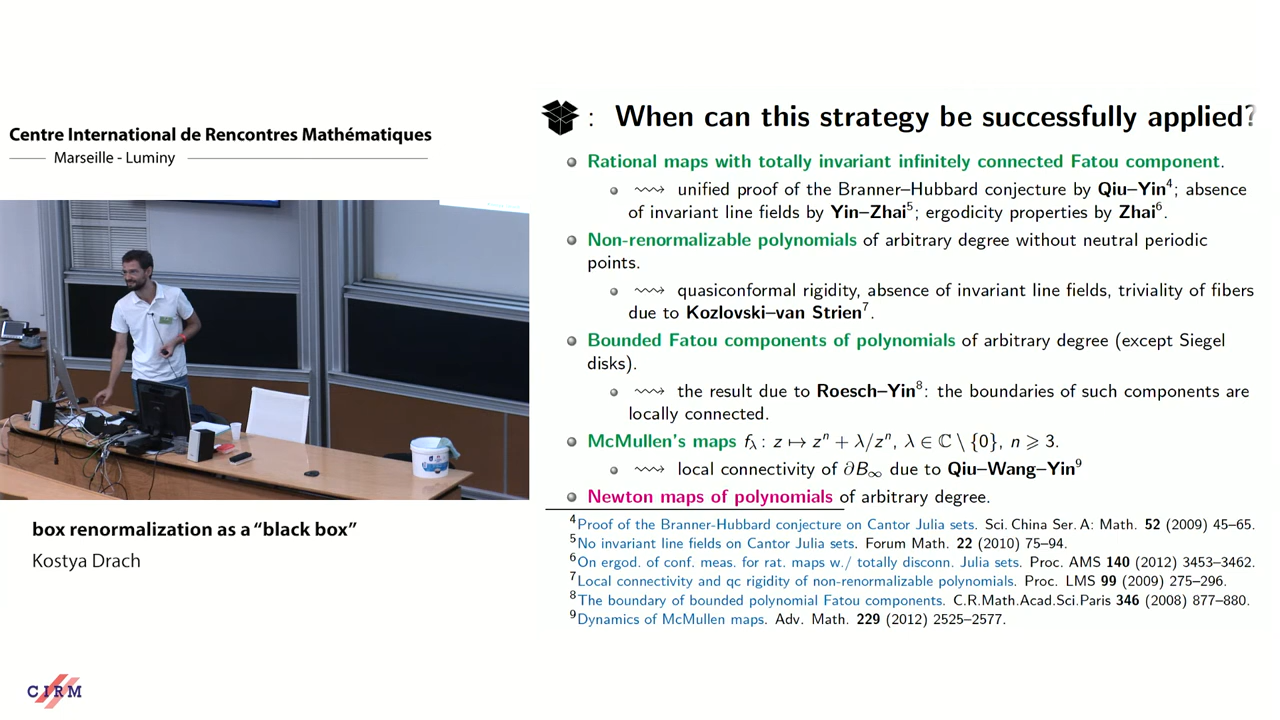 Centre International de Rencontres Mathématiques
Marseille - Luminy
box renormalization as a “black box”
Kostya Drach
CIRM
: When can this strategy be successfully applied?
Rational maps with totally invariant infinitely connected Fatou component.
⇝ unified proof of the Branner–Hubbard conjecture by Qiu–Yin⁴; absence
of invariant line fields by Yin–Zhai⁵; ergodicity properties by Zhai⁶.
Non-renormalizable polynomials of arbitrary degree without neutral periodic
points.
⇝ quasiconformal rigidity, absence of invariant line fields, triviality of fibers
due to Kozlovski–van Strien⁷.
Bounded Fatou components of polynomials of arbitrary degree (except Siegel
disks).
⇝ the result due to Roesch–Yin⁸: the boundaries of such components are
locally connected.
McMullen's maps f_λ : z ↦ zⁿ + λ/zⁿ, λ ∈ ℂ \ {0}, n ⩾ 3.
⇝ local connectivity of ∂B_∞ due to Qiu–Wang–Yin⁹
Newton maps of polynomials of arbitrary degree.
⁴Proof of the Branner-Hubbard conjecture on Cantor Julia sets. Sci. China Ser. A: Math. 52 (2009) 45–65.
⁵No invariant line fields on Cantor Julia sets. Forum Math. 22 (2010) 75–94.
⁶On ergod. of conf. meas. for rat. maps w./ totally disconn. Julia sets. Proc. AMS 140 (2012) 3453–3462.
⁷Local connectivity and qc rigidity of non-renormalizable polynomials. Proc. LMS 99 (2009) 275–296.
⁸The boundary of bounded polynomial Fatou components. C.R.Math.Acad.Sci.Paris 346 (2008) 877–880.
⁹Dynamics of McMullen maps. Adv. Math. 229 (2012) 2525–2577.